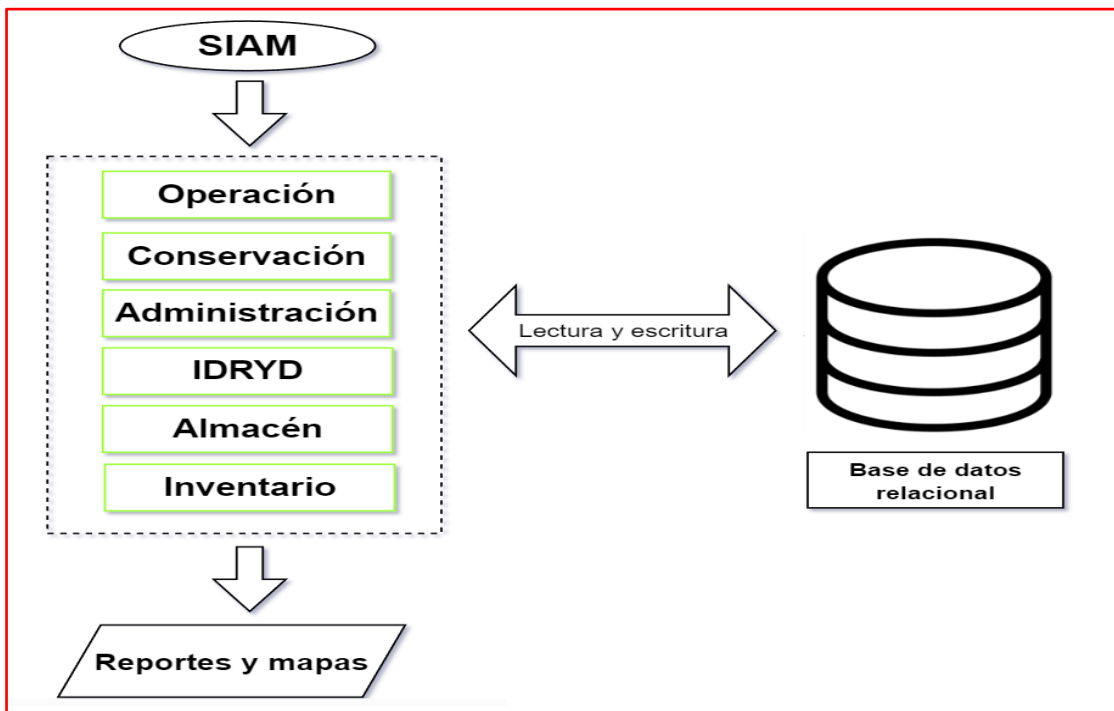 SIAM
Operación
Conservación
Administración
IDRYD
Almacén
Inventario
Lectura y escritura
Base de datos
relacional
Reportes y mapas